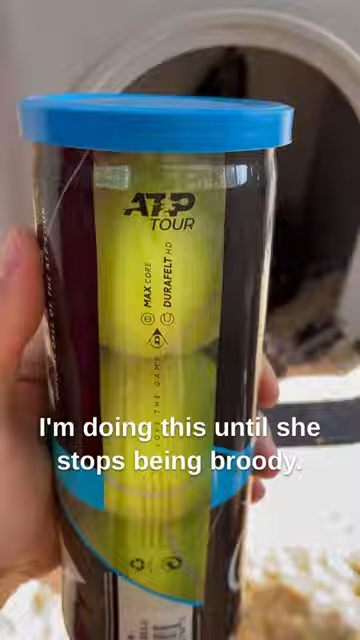 ATP
TOUR
MAX CORE
DURAFELT HD
I'm doing this until she
stops being broody.